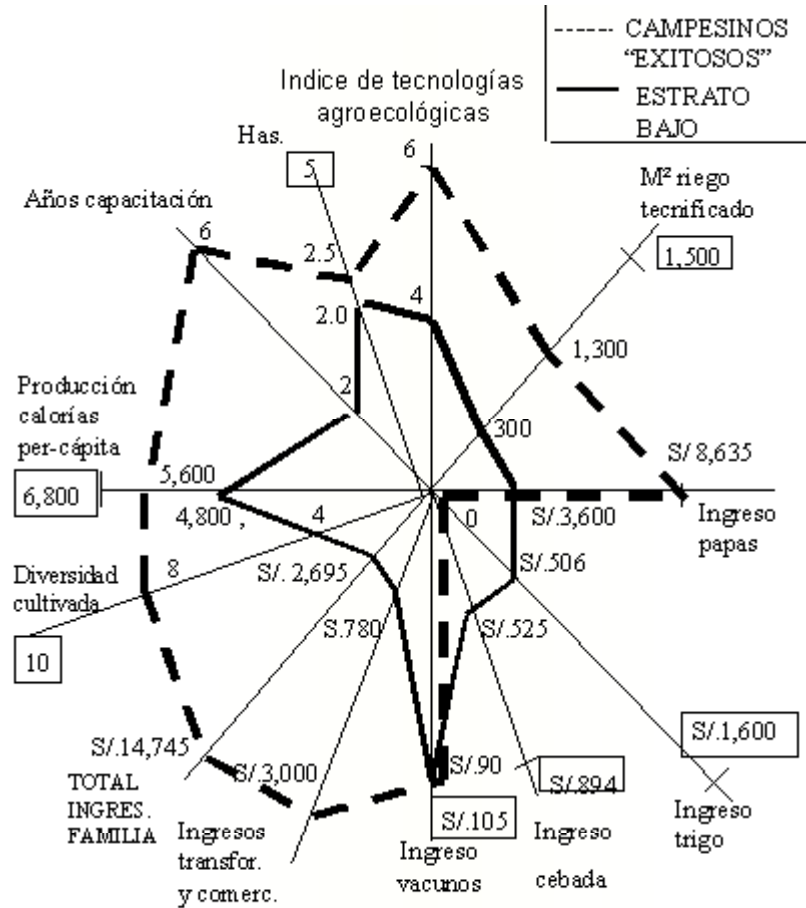 CAMPESINOS
“EXITOSOS”
ESTRATO
BAJO
Indice de tecnologías
agroecológicas
6
Has.
5
M² riego
tecnificado
1,500
Años capacitación
6
2.5
2.0
4
1,300
2
300
Producción
calorías
per-cápita
6,800
5,600
4,800 ,
S/ 8,635
Ingreso
papas
0
S/.3,600
4
S/.506
8
Diversidad
cultivada
10
S/. 2,695
S.780
S/.525
S/.14,745
S/.3,000
S/.90
S/.894
S/.1,600
TOTAL
INGRES.
FAMILIA
Ingresos
transfor.
y comerc.
S/.105
Ingreso
vacunos
Ingreso
cebada
Ingreso
trigo